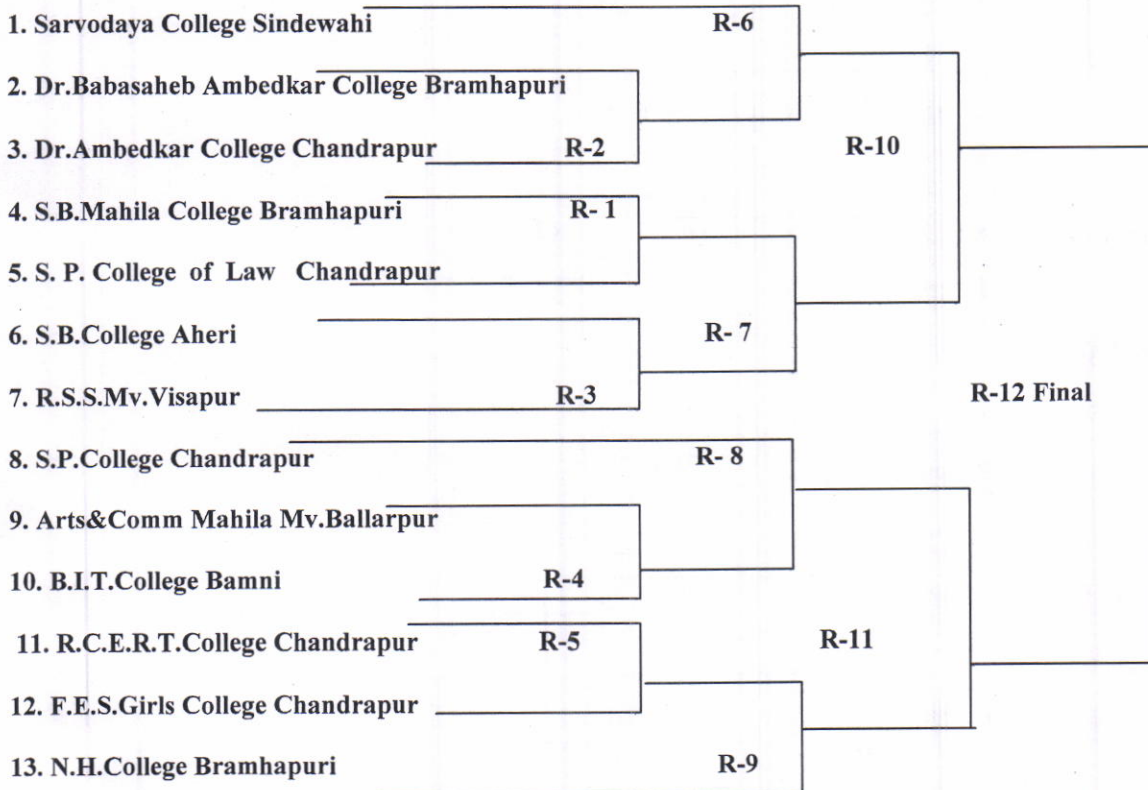 1. Sarvodaya College Sindewahi R-6
2. Dr.Babasaheb Ambedkar College Bramhapuri
3. Dr.Ambedkar College Chandrapur R-2 R-10
4. S.B.Mahila College Bramhapuri R- 1
5. S. P. College of Law Chandrapur
6. S.B.College Aheri R- 7
7. R.S.S.Mv.Visapur R-3 R-12 Final
8. S.P.College Chandrapur R- 8
9. Arts&Comm Mahila Mv.Ballarpur
10. B.I.T.College Bamni R-4
11. R.C.E.R.T.College Chandrapur R-5 R-11
12. F.E.S.Girls College Chandrapur
13. N.H.College Bramhapuri R-9